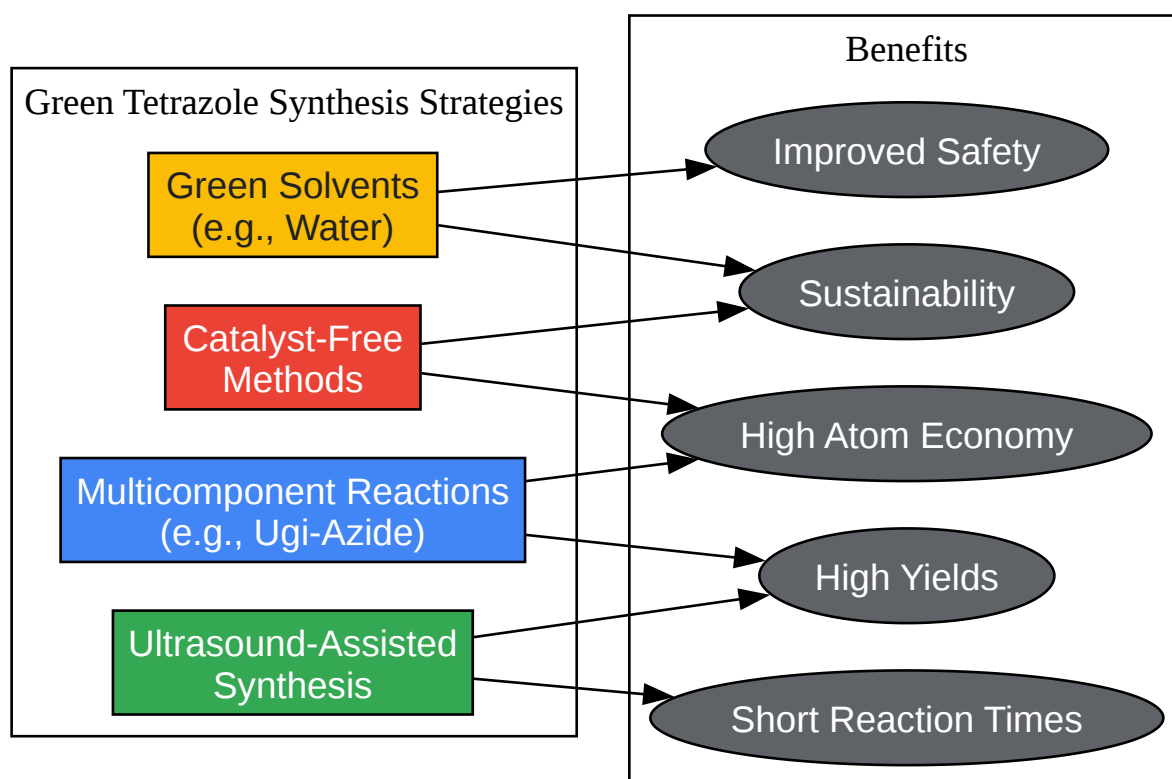 Green Tetrazole Synthesis Strategies
Green Solvents
(e.g., Water)
Catalyst-Free
Methods
Multicomponent Reactions
(e.g., Ugi-Azide)
Ultrasound-Assisted
Synthesis
Benefits
Improved Safety
Sustainability
High Atom Economy
High Yields
Short Reaction Times